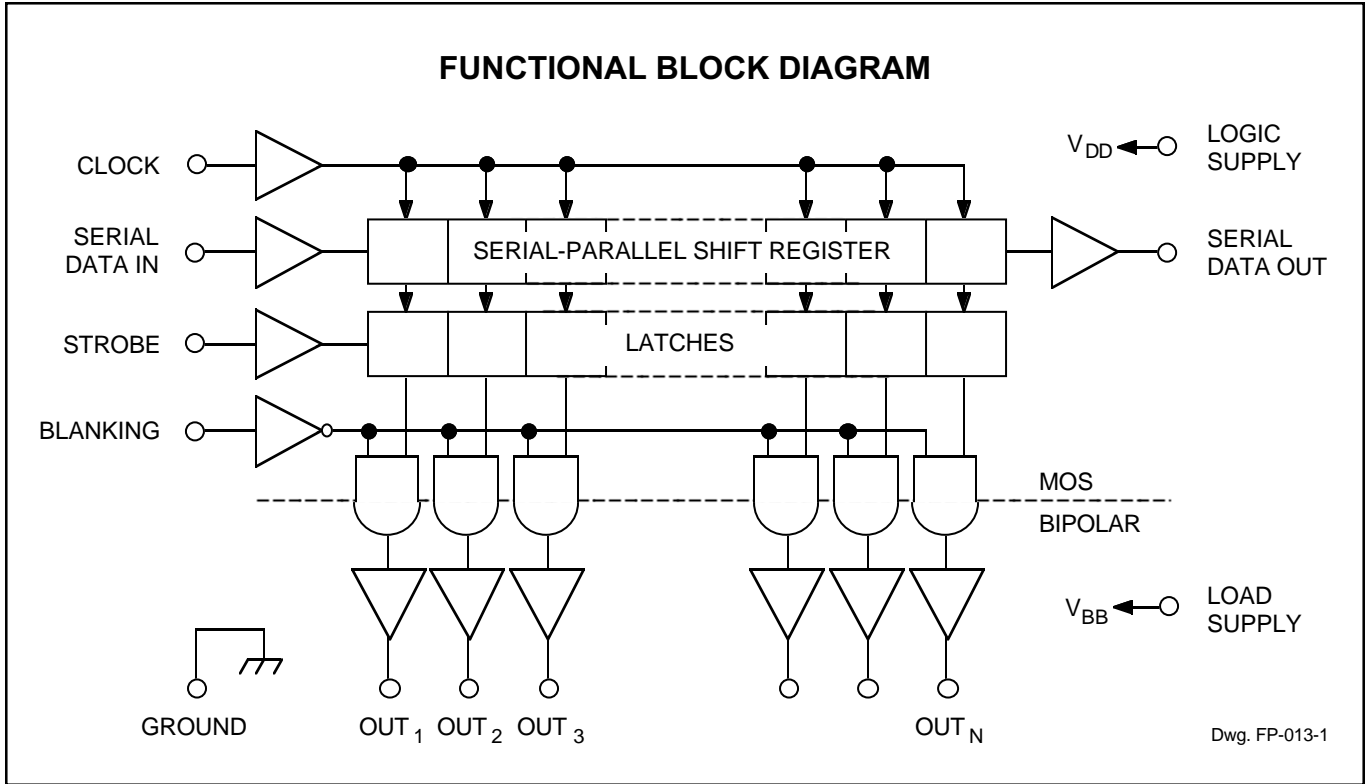 FUNCTIONAL BLOCK DIAGRAM
CLOCK
V DD
LOGIC
SUPPLY
SERIAL
DATA IN
SERIAL-PARALLEL SHIFT REGISTER
SERIAL
DATA OUT
STROBE
LATCHES
BLANKING
MOS
BIPOLAR
V BB
LOAD
SUPPLY
GROUND
OUT 1
OUT 2
OUT 3
OUT N
Dwg. FP-013-1